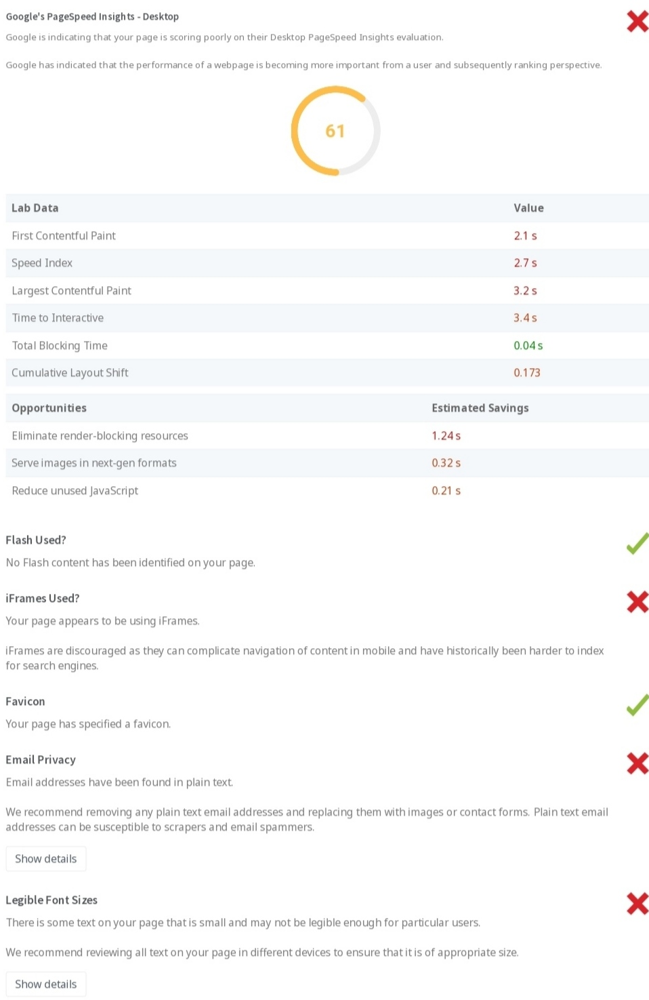 Google's PageSpeed Insights - Desktop
Google is indicating that your page is scoring poorly on their Desktop PageSpeed Insights evaluation.
Google has indicated that the performance of a webpage is becoming more important from a user and subsequently ranking perspective.
61
Lab Data Value
First Contentful Paint 2.1 s
Speed Index 2.7 s
Largest Contentful Paint 3.2 s
Time to Interactive 3.4 s
Total Blocking Time 0.04 s
Cumulative Layout Shift 0.173
Opportunities Estimated Savings
Eliminate render-blocking resources 1.24 s
Serve images in next-gen formats 0.32 s
Reduce unused JavaScript 0.21 s
Flash Used?
No Flash content has been identified on your page.
iFrames Used?
Your page appears to be using iFrames.
iFrames are discouraged as they can complicate navigation of content in mobile and have historically been harder to index
for search engines.
Favicon
Your page has specified a favicon.
Email Privacy
Email addresses have been found in plain text.
We recommend removing any plain text email addresses and replacing them with images or contact forms. Plain text email
addresses can be susceptible to scrapers and email spammers.
Show details
Legible Font Sizes
There is some text on your page that is small and may not be legible enough for particular users.
We recommend reviewing all text on your page in different devices to ensure that it is of appropriate size.
Show details